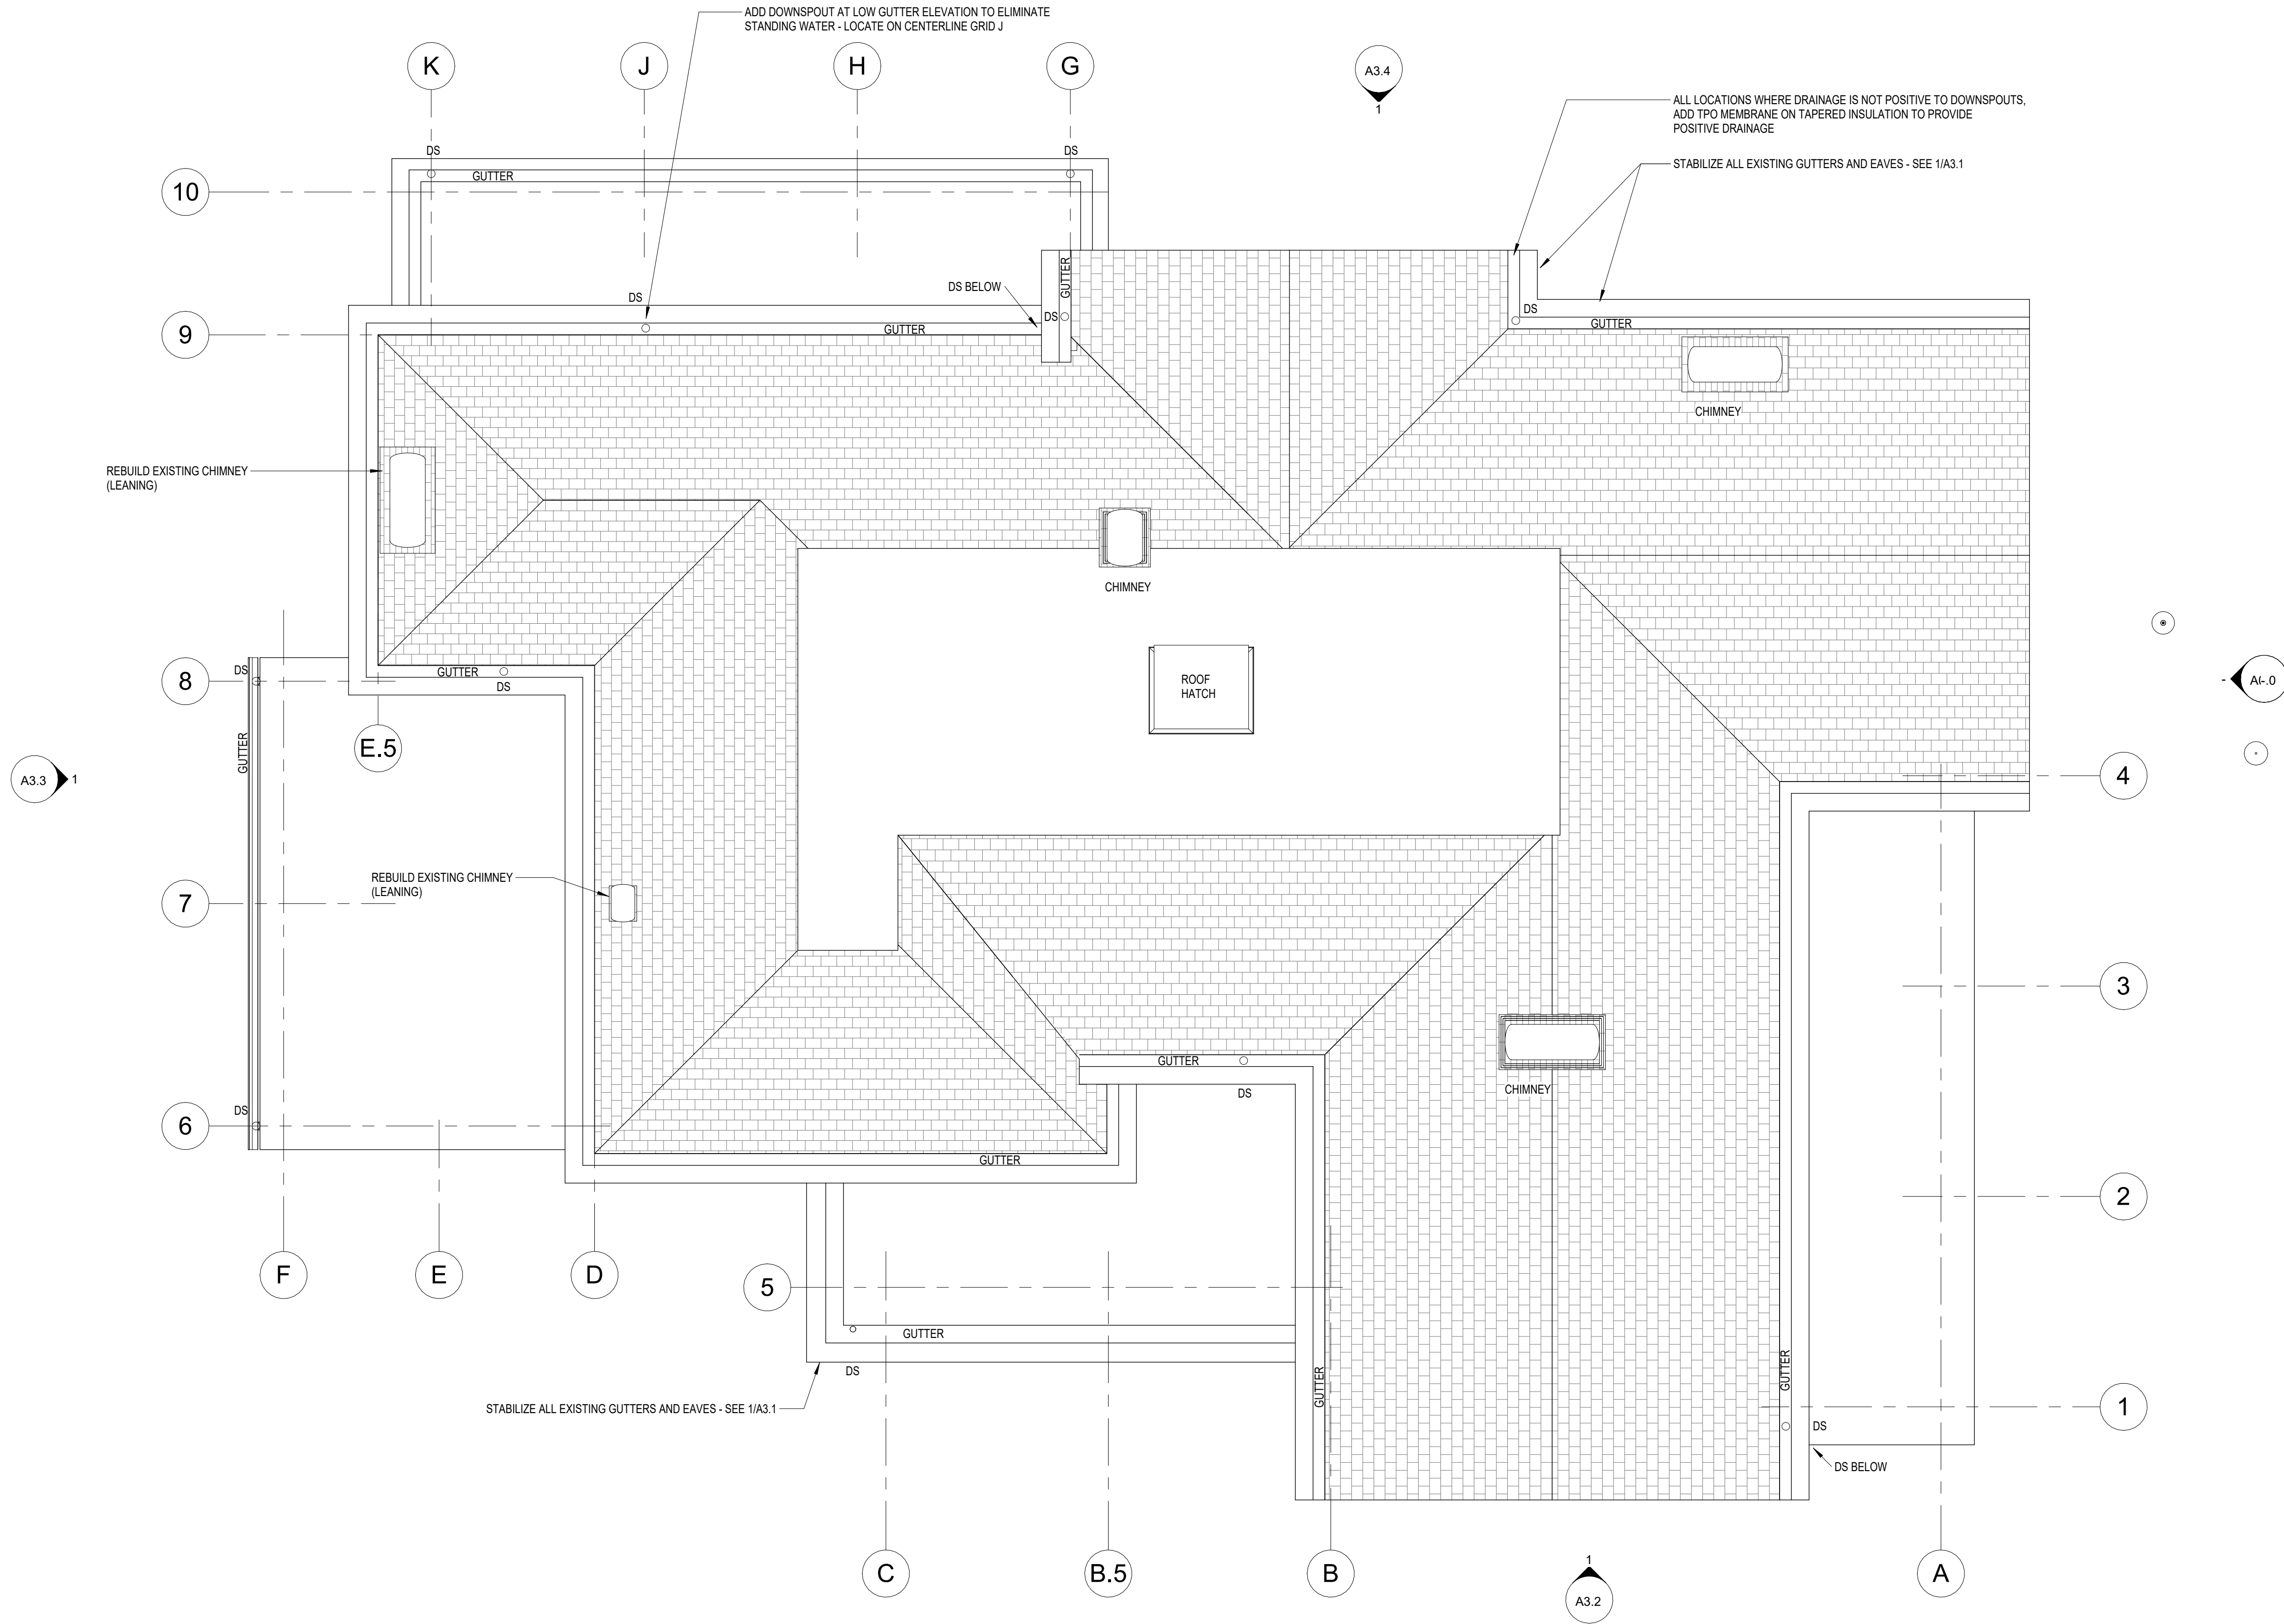 ADD DOWNSPOUT AT LOW GUTTER ELEVATION TO ELIMINATE
STANDING WATER - LOCATE ON CENTERLINE GRID J
K
J
H
G
A3.4
1
ALL LOCATIONS WHERE DRAINAGE IS NOT POSITIVE TO DOWNSPOUTS,
ADD TPO MEMBRANE ON TAPERED INSULATION TO PROVIDE
POSITIVE DRAINAGE
STABILIZE ALL EXISTING GUTTERS AND EAVES - SEE 1/A3.1
DS
DS
10
GUTTER
GUTTER
DS BELOW
DS
DS
DS
9
GUTTER
GUTTER
CHIMNEY
REBUILD EXISTING CHIMNEY
(LEANING)
CHIMNEY
ROOF
HATCH
DS
8
GUTTER
DS
GUTTER
E.5
A3.3
1
-
4
REBUILD EXISTING CHIMNEY
(LEANING)
7
3
GUTTER
DS
CHIMNEY
DS
6
GUTTER
2
F
E
D
5
GUTTER
DS
GUTTER
GUTTER
STABILIZE ALL EXISTING GUTTERS AND EAVES - SEE 1/A3.1
1
DS
DS BELOW
C
B.5
B
A
1
A3.2